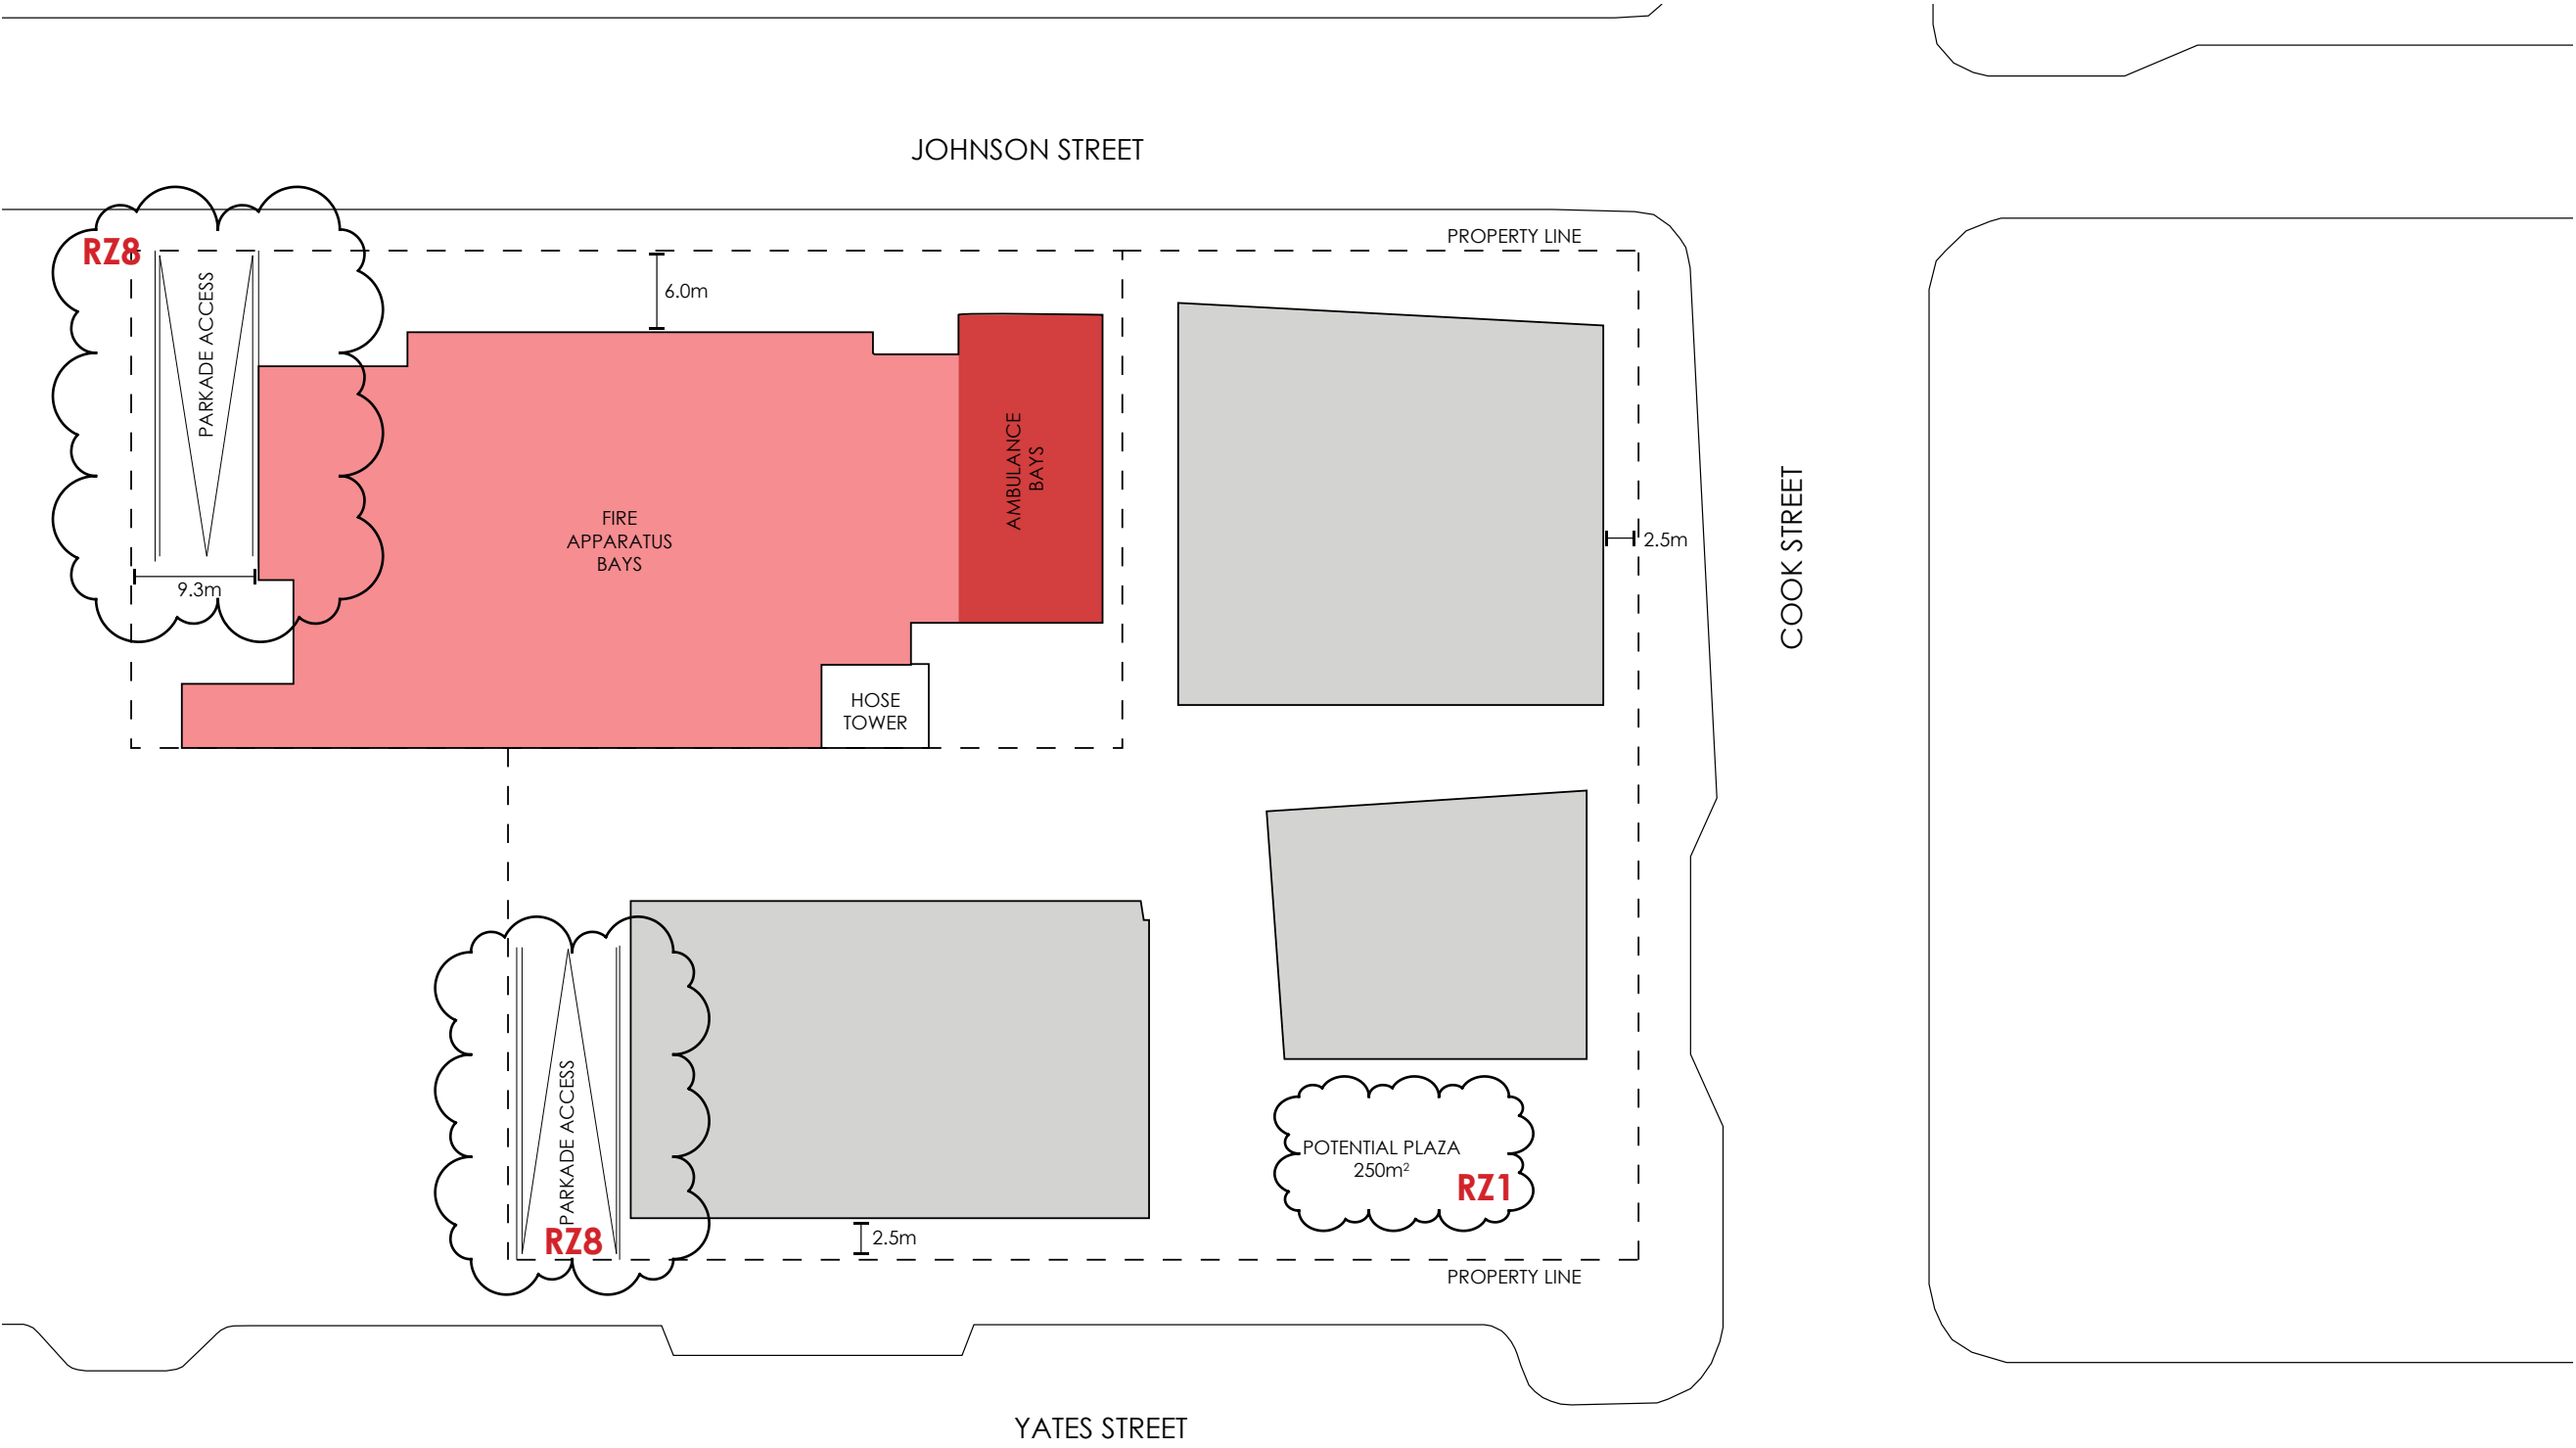 JOHNSON STREET
PROPERTY LINE
RZ8
PARKADE ACCESS
6.0m
AMBULANCE
BAYS
FIRE
APPARATUS
BAYS
2.5m
COOK STREET
9.3m
HOSE
TOWER
PARKADE ACCESS
RZ8
2.5m
POTENTIAL PLAZA
250m²
RZ1
PROPERTY LINE
YATES STREET